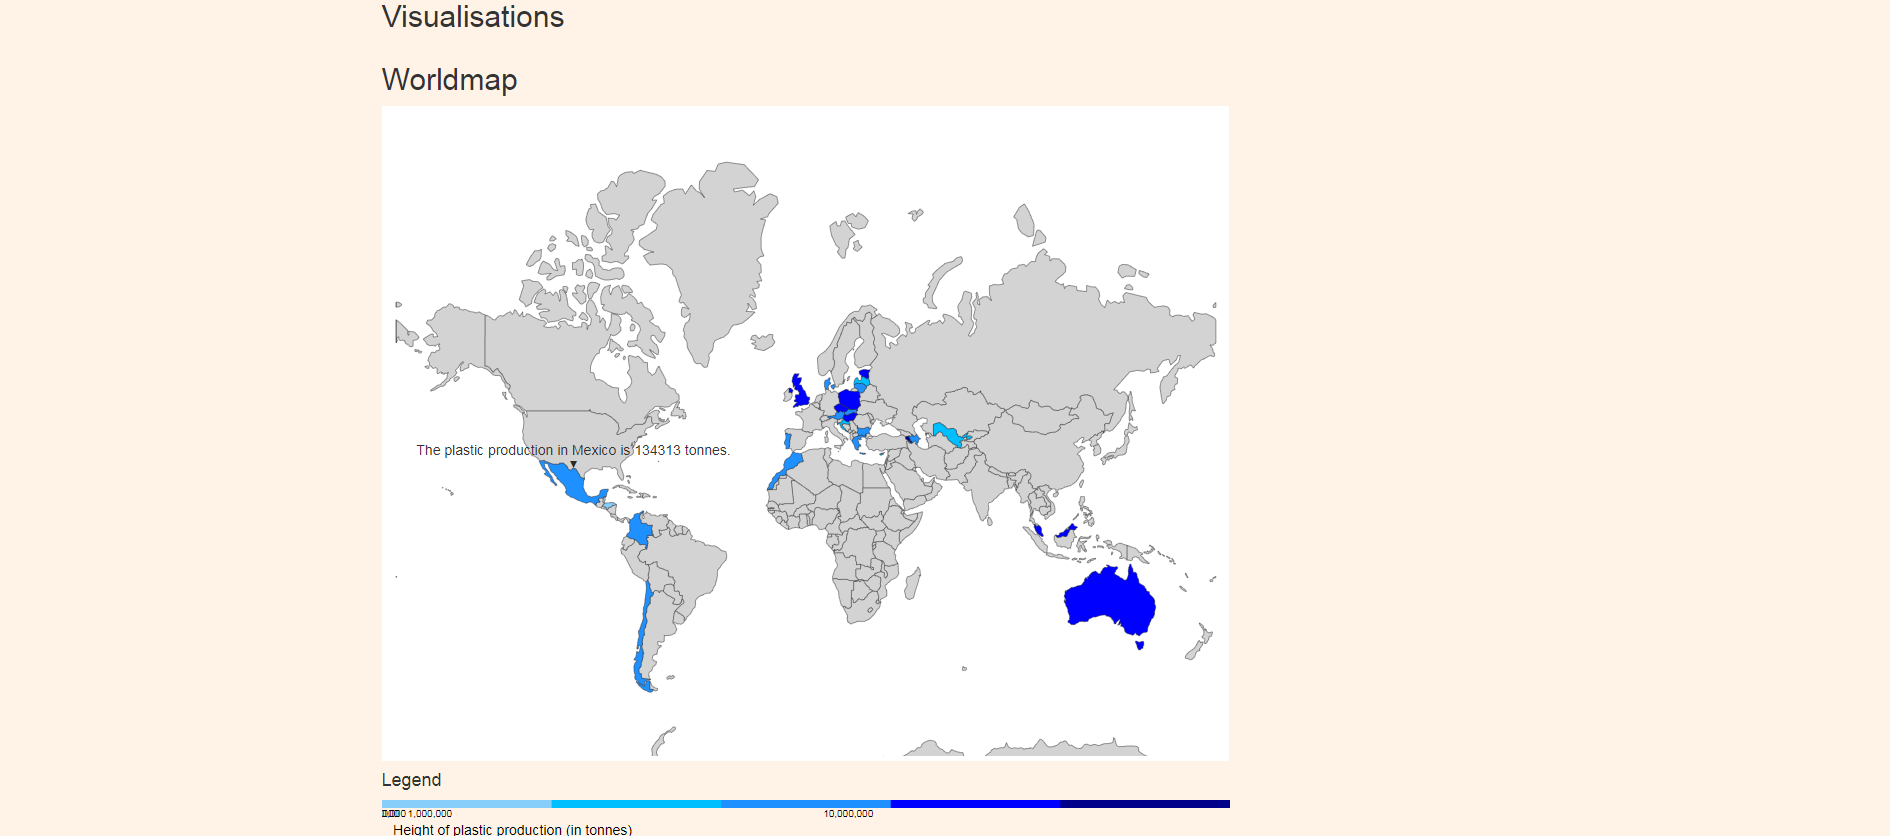 Visualisations
Worldmap
The plastic production in Mexico is 134313 tonnes.
Legend
1,000,000
10,000,000
Height of plastic production (in tonnes)